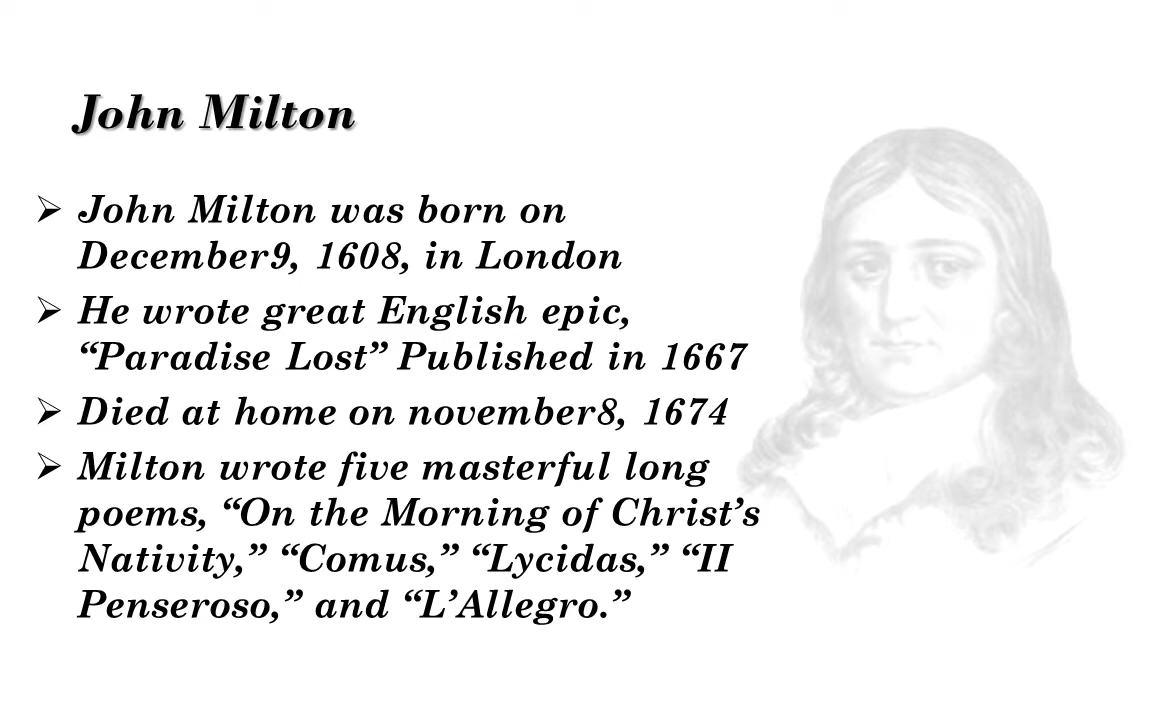 John Milton
➢ John Milton was born on
December9, 1608, in London
➢ He wrote great English epic,
“Paradise Lost” Published in 1667
➢ Died at home on november8, 1674
➢ Milton wrote five masterful long
poems, “On the Morning of Christ’s
Nativity,” “Comus,” “Lycidas,” “II
Penseroso,” and “L’Allegro.”